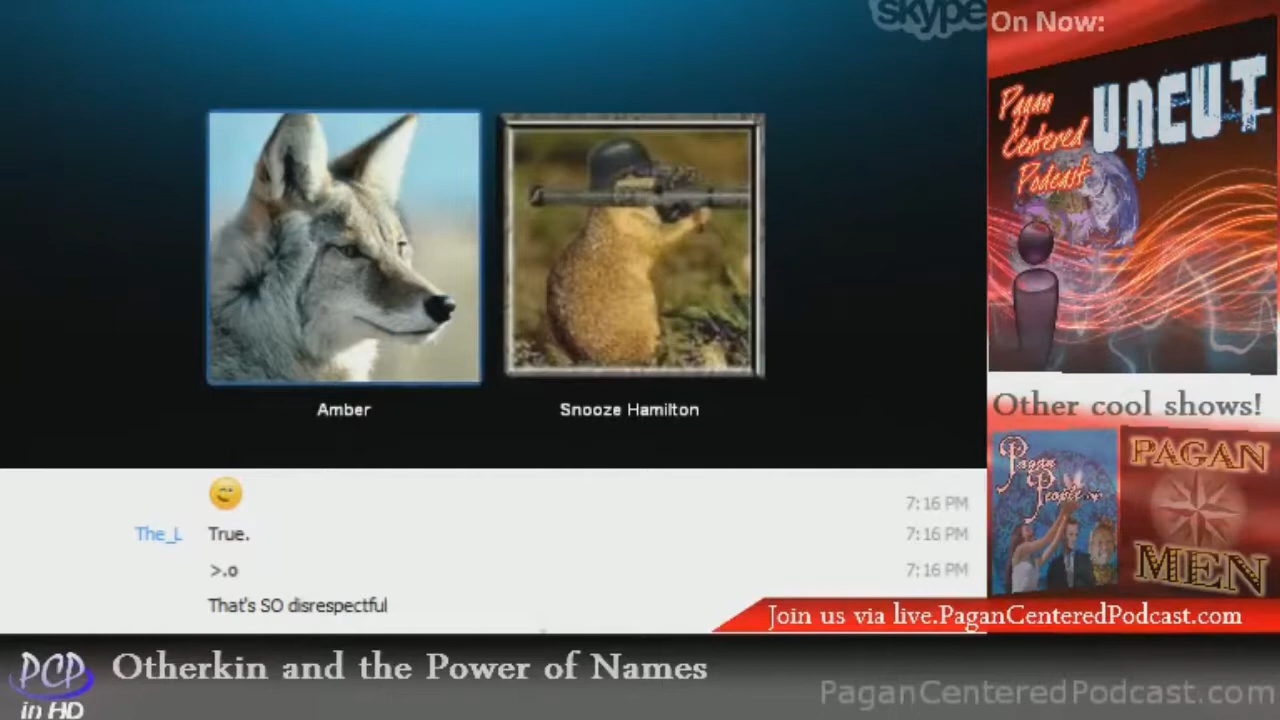 skype
On Now:
Pagan
Centered
Podcast
UNCUT
Amber
Snooze Hamilton
Other cool shows!
Pagan
People
PAGAN
MEN
7:16 PM
The_L True. 7:16 PM
>.o 7:16 PM
That's SO disrespectful
Join us via live.PaganCenteredPodcast.com
PCP
in HD
Otherkin and the Power of Names
PaganCenteredPodcast.com